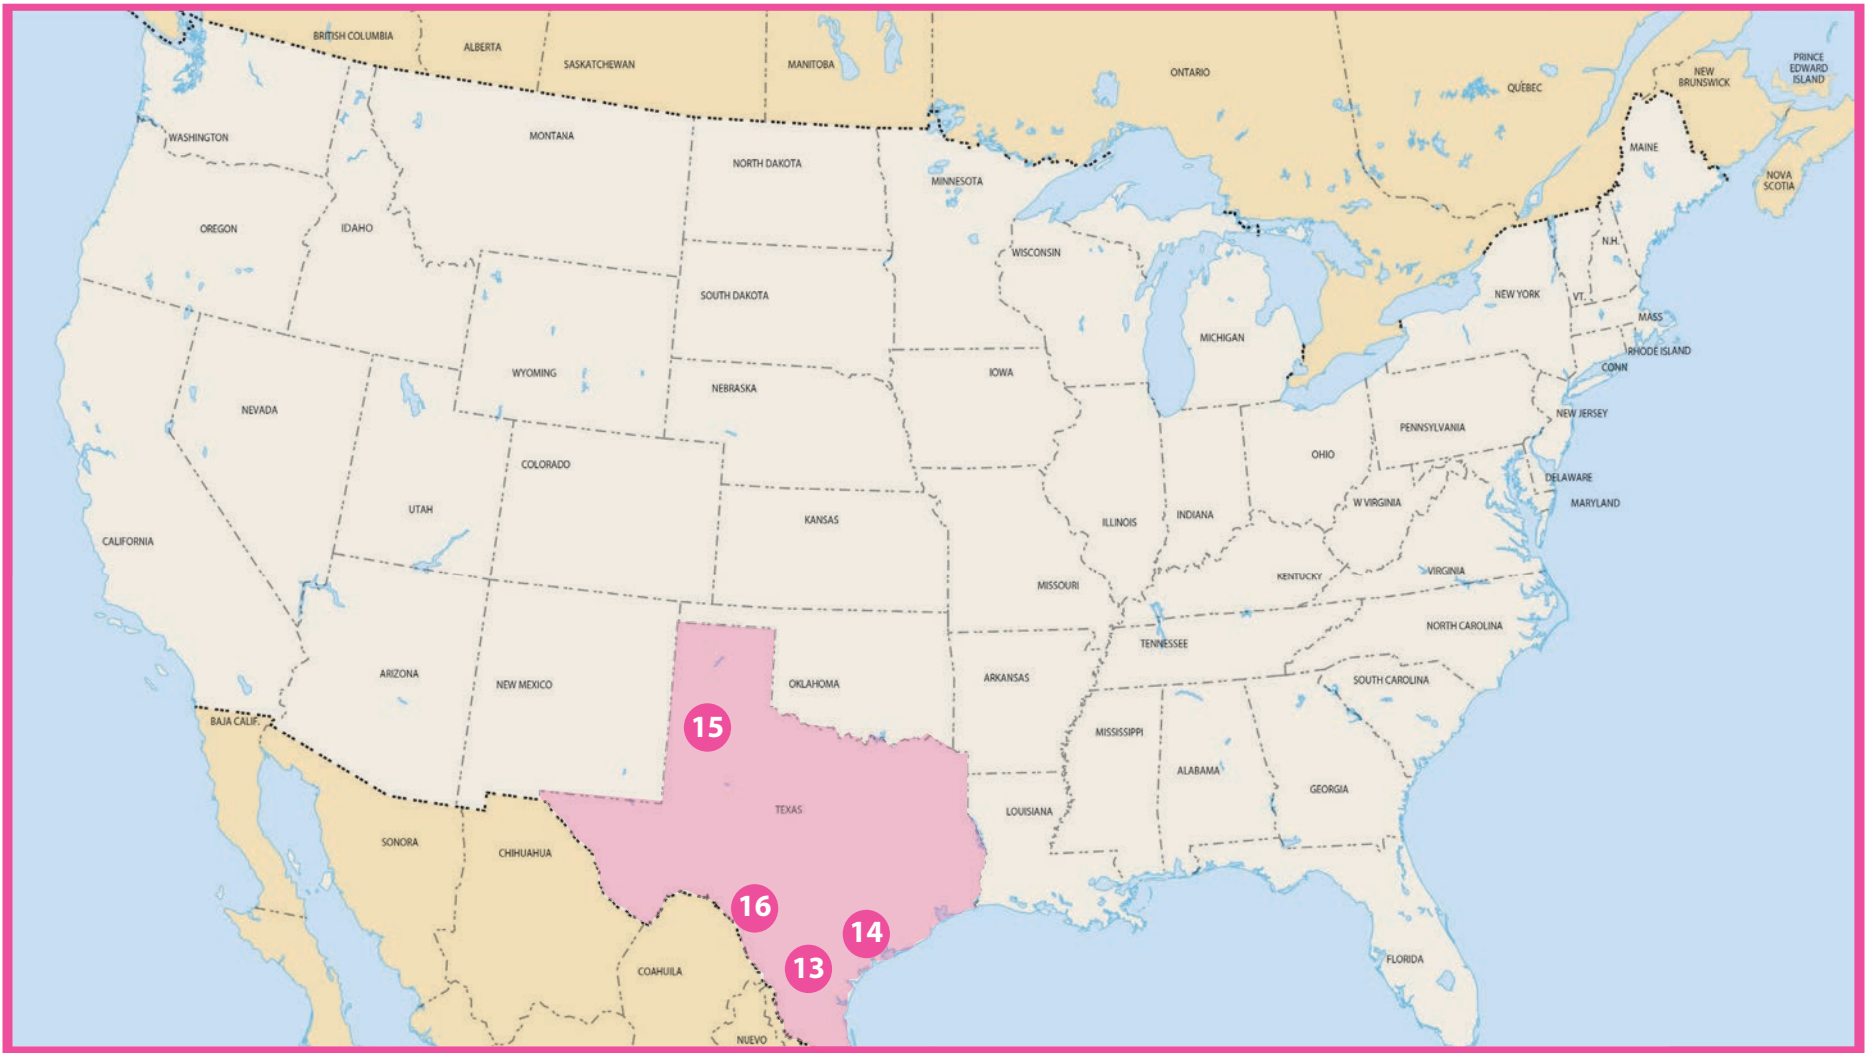 BRITISH COLUMBIA
ALBERTA
SASKATCHEWAN
MANITOBA
ONTARIO
QUÉBEC
NEW
BRUNSWICK
PRINCE
EDWARD
ISLAND
NOVA
SCOTIA
WASHINGTON
MONTANA
NORTH DAKOTA
MINNESOTA
MAINE
OREGON
IDAHO
WISCONSIN
N.H.
SOUTH DAKOTA
NEW YORK
VT.
MASS
MICHIGAN
RHODE ISLAND
CONN
WYOMING
NEBRASKA
IOWA
NEVADA
NEW JERSEY
PENNSYLVANIA
OHIO
COLORADO
DELAWARE
MARYLAND
UTAH
KANSAS
ILLINOIS
INDIANA
W VIRGINIA
CALIFORNIA
MISSOURI
KENTUCKY
VIRGINIA
NORTH CAROLINA
TENNESSEE
ARIZONA
NEW MEXICO
OKLAHOMA
ARKANSAS
SOUTH CAROLINA
BAJA CALIF.
15
MISSISSIPPI
ALABAMA
GEORGIA
TEXAS
LOUISIANA
SONORA
CHIHUAHUA
16
14
13
COAHUILA
FLORIDA
NUEVO